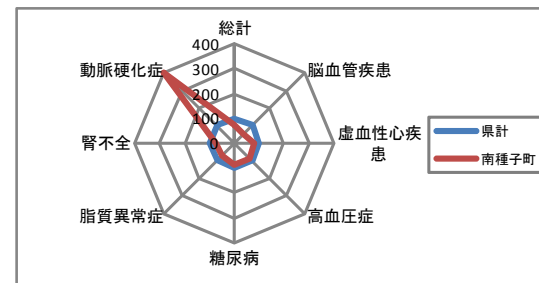 総計
脳血管疾患
虚血性心疾
患
高血圧症
糖尿病
脂質異常症
腎不全
動脈硬化症
400
300
200
100
0
県計
南種子町